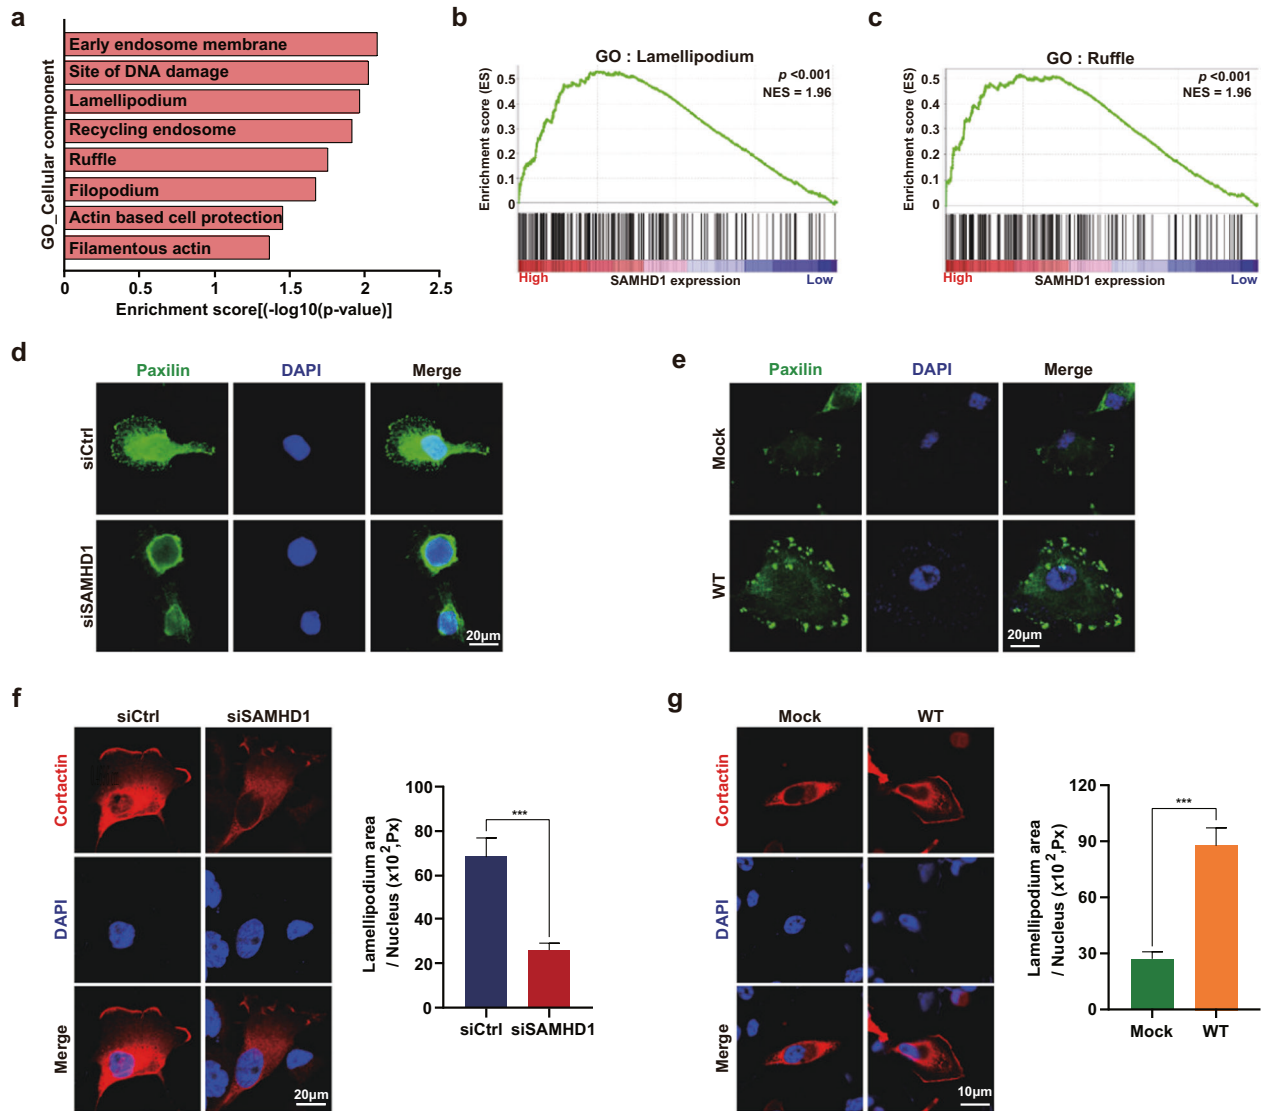 a
GO_Cellular component
Early endosome membrane
Site of DNA damage
Lamellipodium
Recycling endosome
Ruffle
Filopodium
Actin based cell protection
Filamentous actin
0 0.5 1 1.5 2 2.5
Enrichment score[(-log10(p-value)]
b
GO : Lamellipodium
p <0.001
NES = 1.96
Enrichment score (ES)
0.5
0.4
0.3
0.2
0.1
0
High SAMHD1 expression Low
c
GO : Ruffle
p <0.001
NES = 1.96
Enrichment score (ES)
0.5
0.4
0.3
0.2
0.1
0
High SAMHD1 expression Low
d
Paxilin DAPI Merge
siCtrl
siSAMHD1
20µm
e
Paxilin DAPI Merge
Mock
WT
20µm
f
siCtrl siSAMHD1
Cortactin
DAPI
Merge
20µm
Lamellipodium area
/ Nucleus (x10²,Px)
100
80
60
40
20
0
***
siCtrl siSAMHD1
g
Mock WT
Cortactin
DAPI
Merge
10µm
Lamellipodium area
/ Nucleus (x10²,Px)
120
90
60
30
0
***
Mock WT